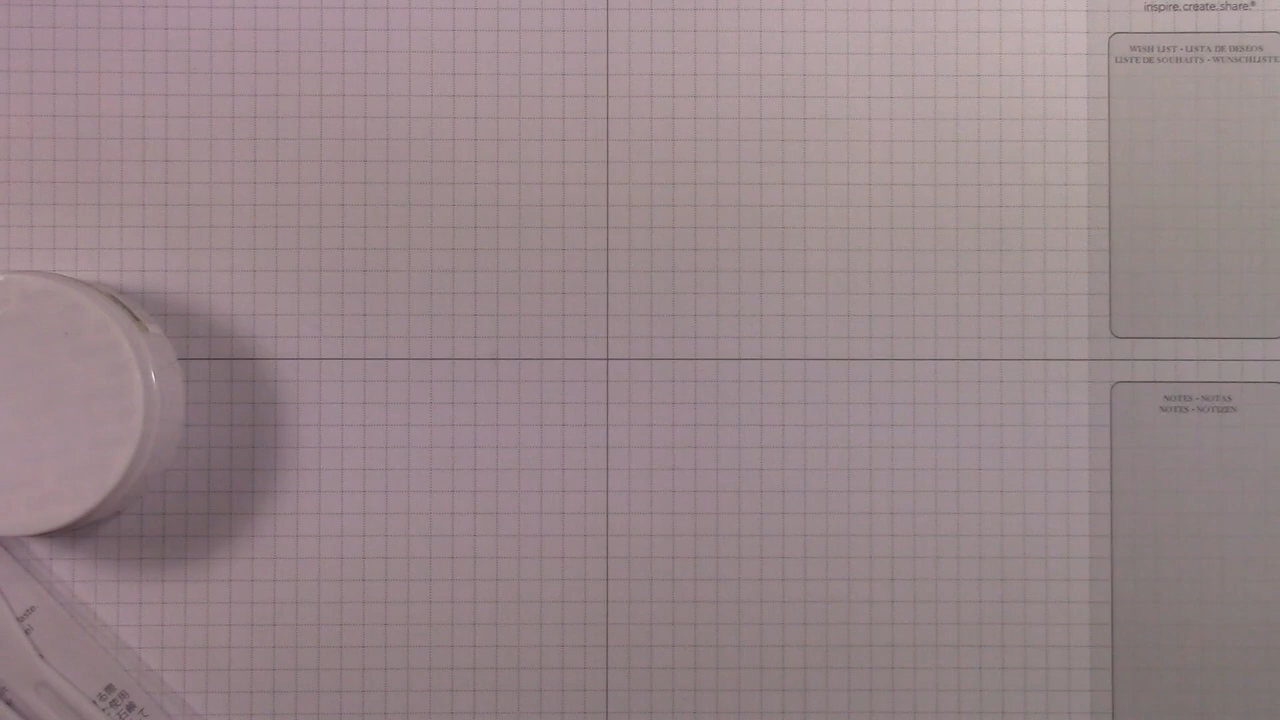 inspire.create.share.®
WISH LIST • LISTA DE DESEOS
LISTE DE SOUHAITS • WUNSCHLISTE
NOTES • NOTAS
NOTES • NOTIZEN